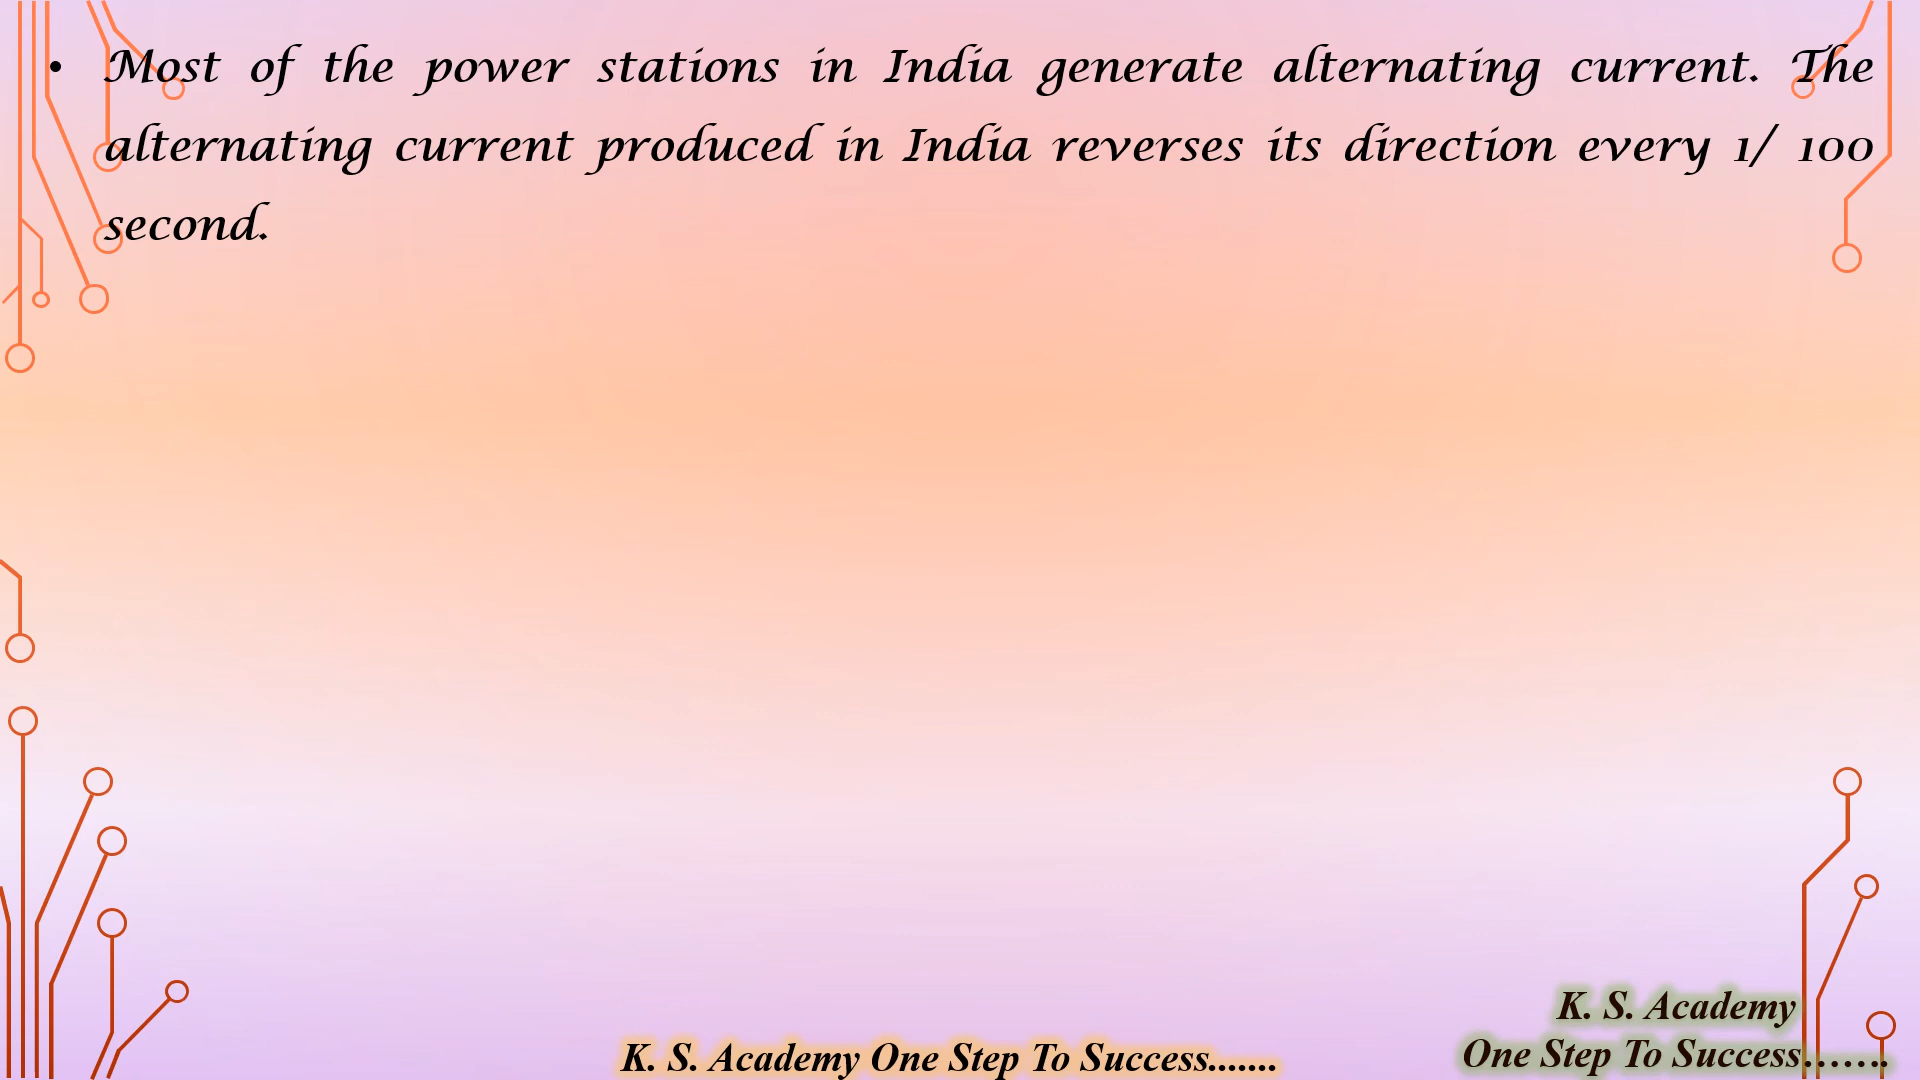 • Most of the power stations in India generate alternating current. The
alternating current produced in India reverses its direction every 1/ 100
second.
K. S. Academy
One Step To Success…….
K. S. Academy One Step To Success.......